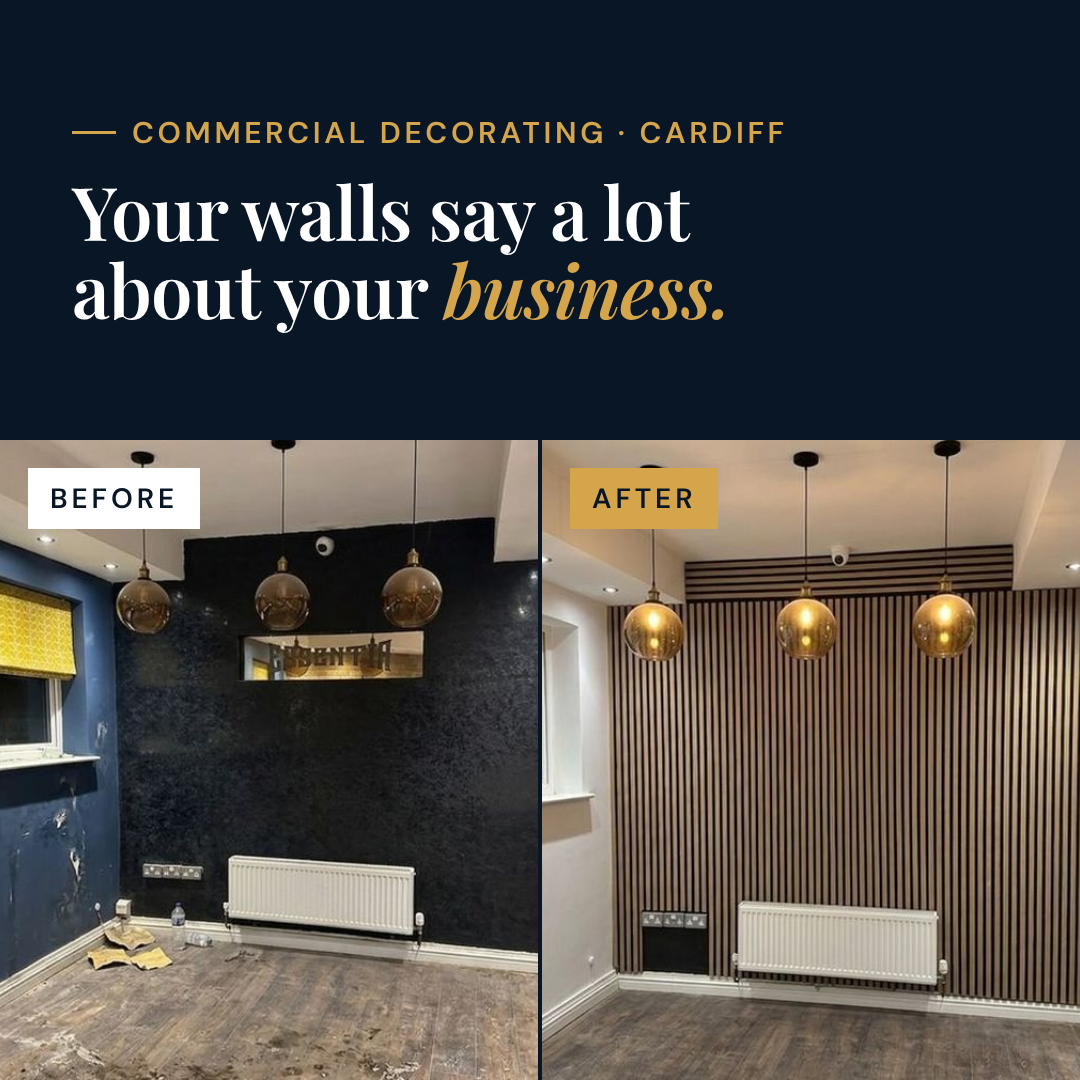 — COMMERCIAL DECORATING · CARDIFF
Your walls say a lot
about your business.
BEFORE
AFTER